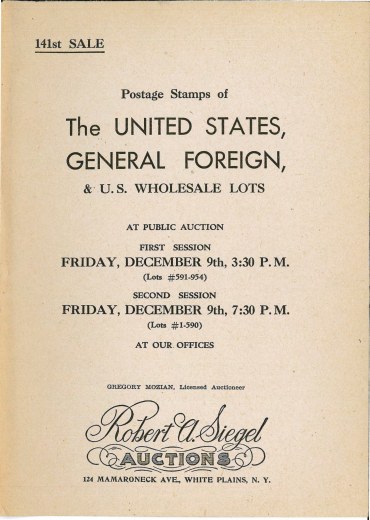 141st SALE
Postage Stamps of
The UNITED STATES,
GENERAL FOREIGN,
& U.S. WHOLESALE LOTS
AT PUBLIC AUCTION
FIRST SESSION
FRIDAY, DECEMBER 9th, 3:30 P. M.
(Lots #591-954)
SECOND SESSION
FRIDAY, DECEMBER 9th, 7:30 P. M.
(Lots #1-590)
AT OUR OFFICES
GREGORY MOZIAN, Licensed Auctioneer
Robert A. Siegel
AUCTIONS
124 MAMARONECK AVE., WHITE PLAINS, N. Y.